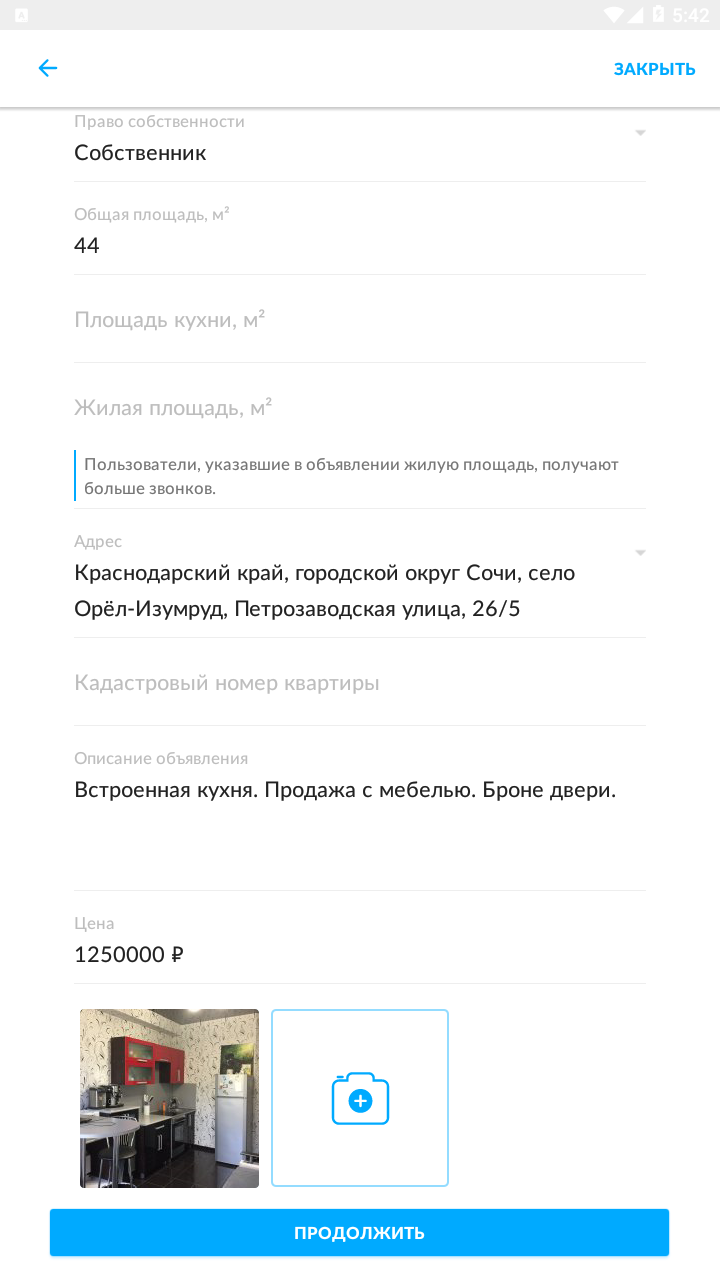 5:42
ЗАКРЫТЬ
Право собственности
Собственник
Общая площадь, м²
44
Площадь кухни, м²
Жилая площадь, м²
Пользователи, указавшие в объявлении жилую площадь, получают
больше звонков.
Адрес
Краснодарский край, городской округ Сочи, село
Орёл-Изумруд, Петрозаводская улица, 26/5
Кадастровый номер квартиры
Описание объявления
Встроенная кухня. Продажа с мебелью. Броне двери.
Цена
1250000 ₽
ПРОДОЛЖИТЬ